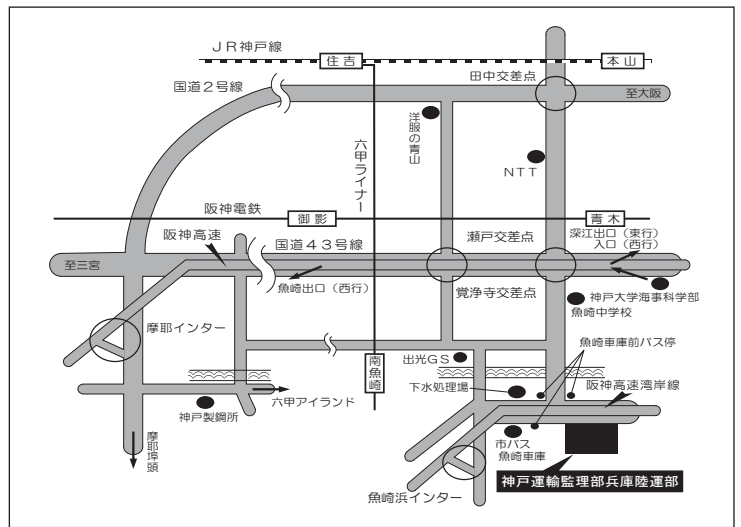 JR神戸線
住吉
本山
田中交差点
国道2号線
至大阪
洋服の青山
六甲ライナー
NTT
阪神電鉄
御影
青木
阪神高速
国道43号線
瀬戸交差点
深江出口(東行)
入口(西行)
至三宮
魚崎出口(西行)
覚浄寺交差点
神戸大学海事科学部
魚崎中学校
摩耶インター
魚崎車庫前バス停
南魚崎
出光GS
下水処理場
阪神高速湾岸線
六甲アイランド
神戸製鋼所
摩耶埠頭
市バス
魚崎車庫
神戸運輸監理部兵庫陸運部
魚崎浜インター